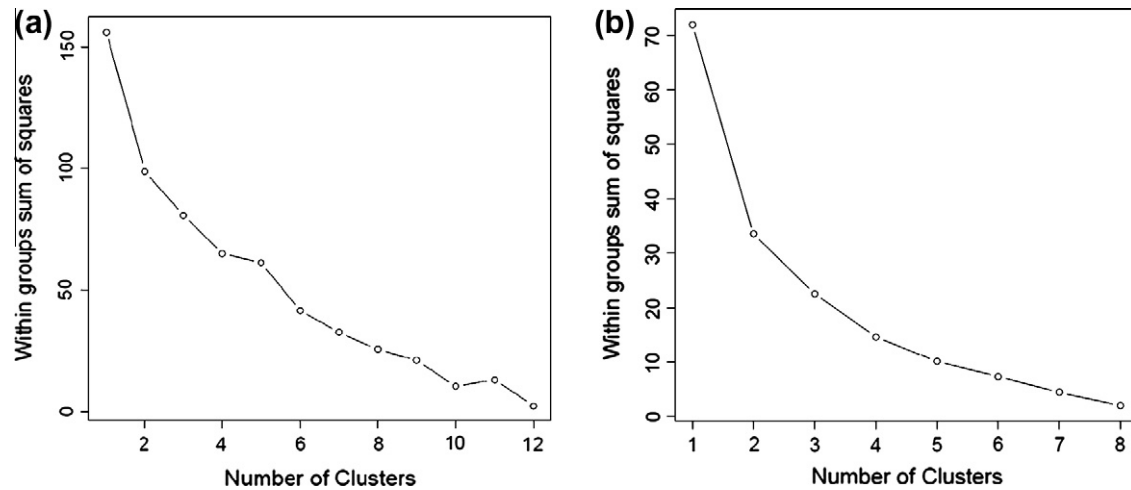 (a)
Within groups sum of squares
150
100
50
0
2 4 6 8 10 12
Number of Clusters
(b)
Within groups sum of squares
70
60
50
40
30
20
10
0
1 2 3 4 5 6 7 8
Number of Clusters